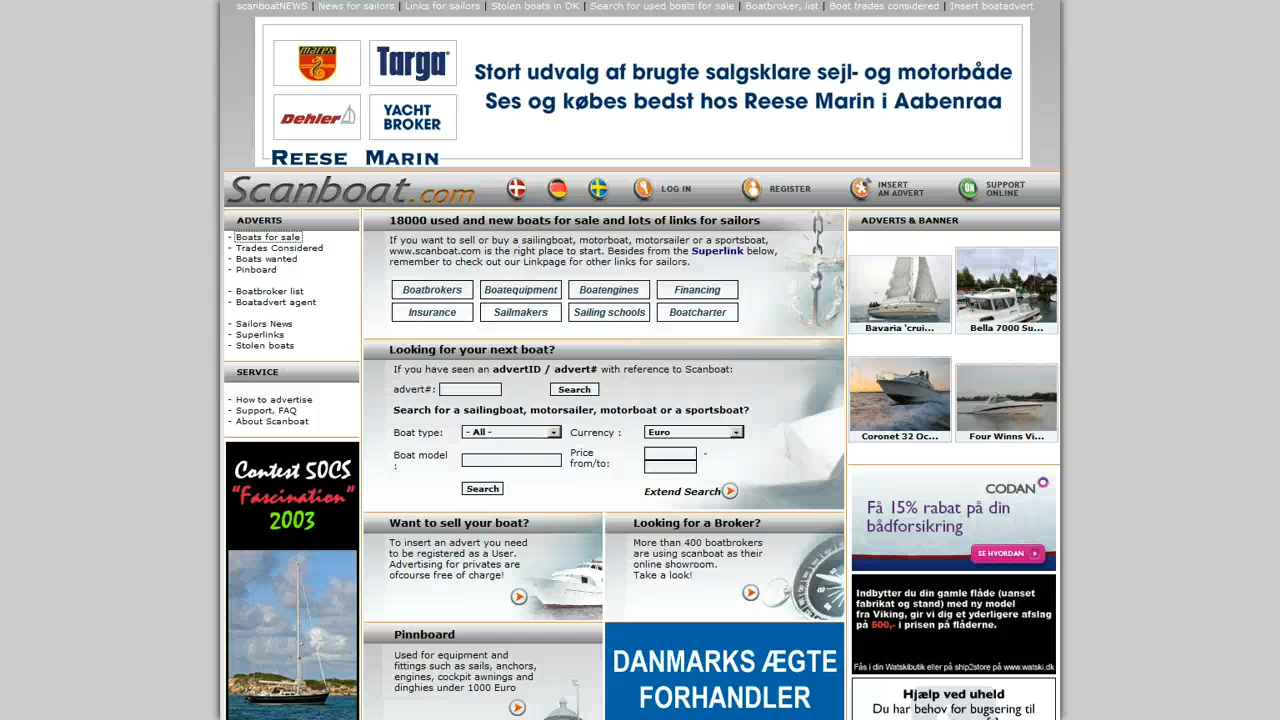 scanboatNEWS | News for sailors | Links for sailors | Stolen boats in DK | Search for used boats for sale | Boatbroker, list | Boat trades considered | Insert boatadvert
MAREX
Targa
Dehler
YACHT
BROKER
REESE MARIN
Stort udvalg af brugte salgsklare sejl- og motorbåde
Ses og købes bedst hos Reese Marin i Aabenraa
Scanboat.com
LOG IN
REGISTER
INSERT
AN ADVERT
ON
SUPPORT
ONLINE
ADVERTS
- Boats for sale
- Trades Considered
- Boats wanted
- Pinboard
- Boatbroker list
- Boatadvert agent
- Sailors News
- Superlinks
- Stolen boats
SERVICE
- How to advertise
- Support, FAQ
- About Scanboat
Contest 50CS
"Fascination"
2003
18000 used and new boats for sale and lots of links for sailors
If you want to sell or buy a sailingboat, motorboat, motorsailer or a sportsboat,
www.scanboat.com is the right place to start. Besides from the Superlink below,
remember to check out our Linkpage for other links for sailors.
Boatbrokers Boatequipment Boatengines Financing
Insurance Sailmakers Sailing schools Boatcharter
Looking for your next boat?
If you have seen an advertID / advert# with reference to Scanboat:
advert#: Search
Search for a sailingboat, motorsailer, motorboat or a sportsboat?
Boat type: - All - Currency : Euro
Boat model
:
Price
from/to:
-
Search
Extend Search
Want to sell your boat?
To insert an advert you need
to be registered as a User.
Advertising for privates are
ofcourse free of charge!
Looking for a Broker?
More than 400 boatbrokers
are using scanboat as their
online showroom.
Take a look!
Pinnboard
Used for equipment and
fittings such as sails, anchors,
engines, cockpit awnings and
dinghies under 1000 Euro
DANMARKS ÆGTE
FORHANDLER
ADVERTS & BANNER
Bavaria 'crui...
Bella 7000 Su...
Coronet 32 Oc...
Four Winns Vi...
CODAN
Få 15% rabat på din
bådforsikring
SE HVORDAN
Indbytter du din gamle flåde (uanset
fabrikat og stand) med ny model
fra Viking, gir vi dig et yderligere afslag
på 500,- i prisen på flåderne.
Fås i din Watskibutik eller på ship2store på www.watski.dk
Hjælp ved uheld
Du har behov for bugsering til